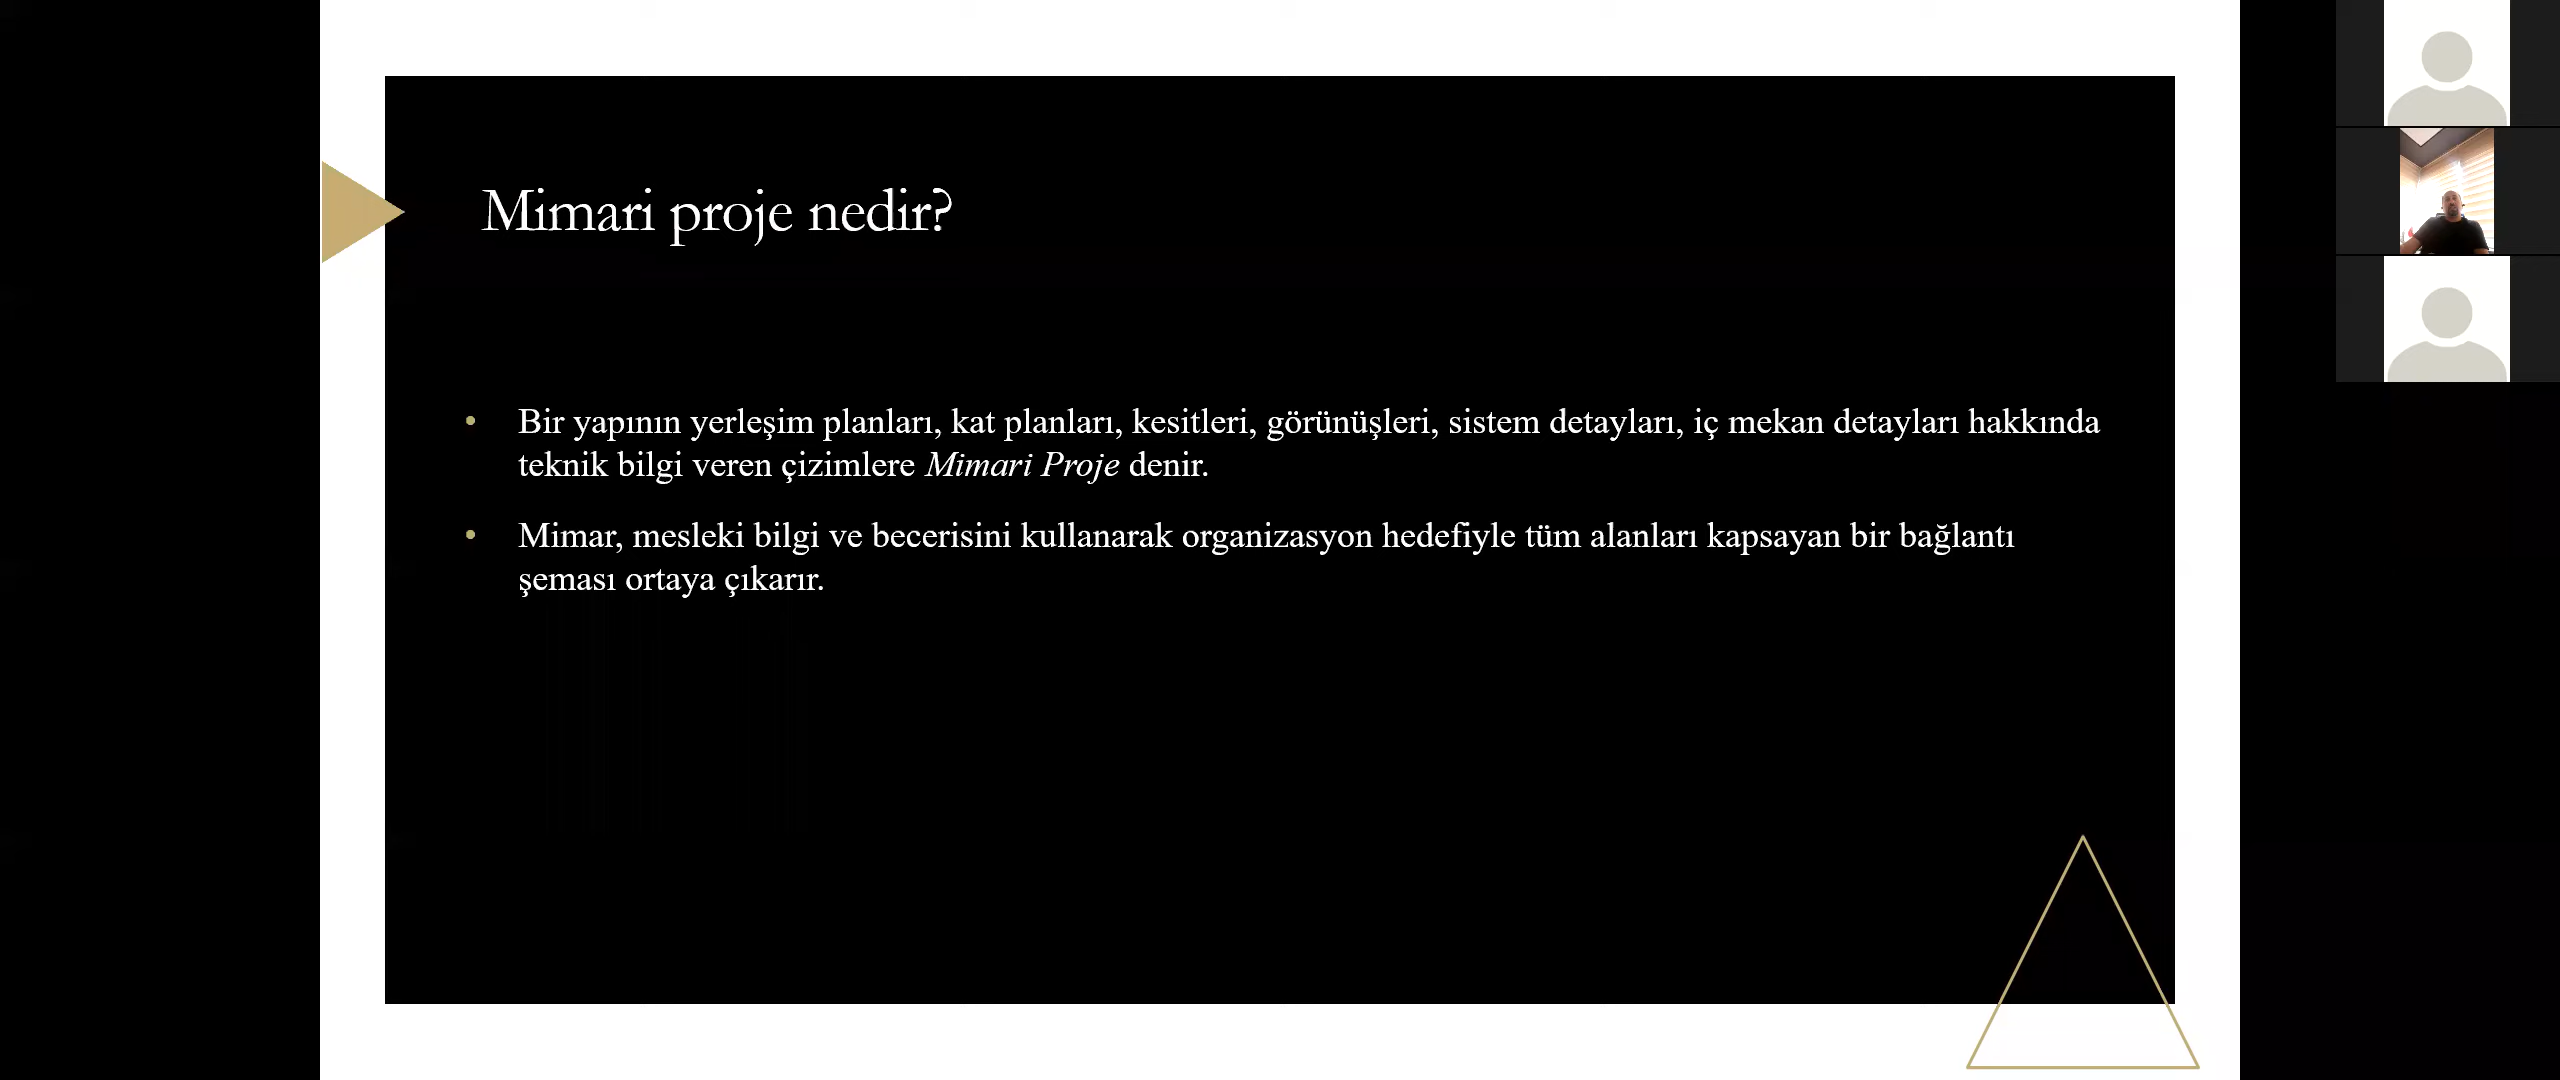 Mimari proje nedir?
• Bir yapının yerleşim planları, kat planları, kesitleri, görünüşleri, sistem detayları, iç mekan detayları hakkında
teknik bilgi veren çizimlere Mimari Proje denir.
• Mimar, mesleki bilgi ve becerisini kullanarak organizasyon hedefiyle tüm alanları kapsayan bir bağlantı
şeması ortaya çıkarır.